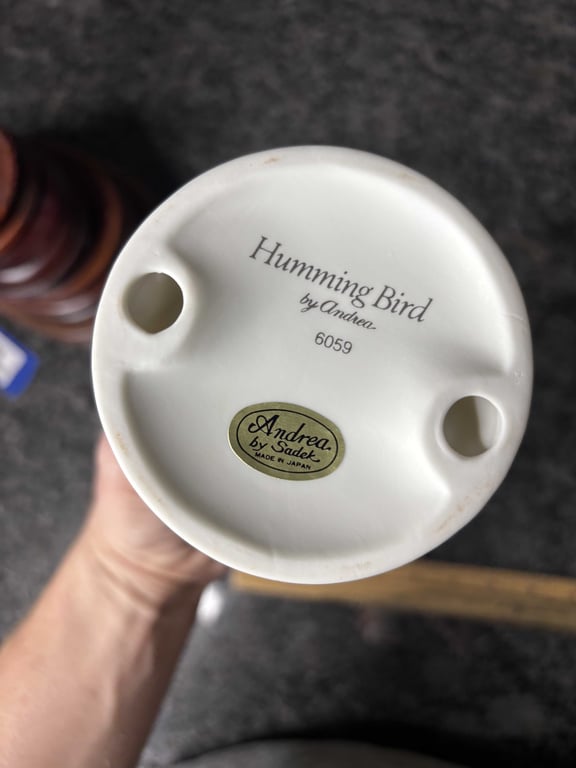 Humming Bird
by Andrea
6059
Andrea
by Sadek
MADE IN JAPAN